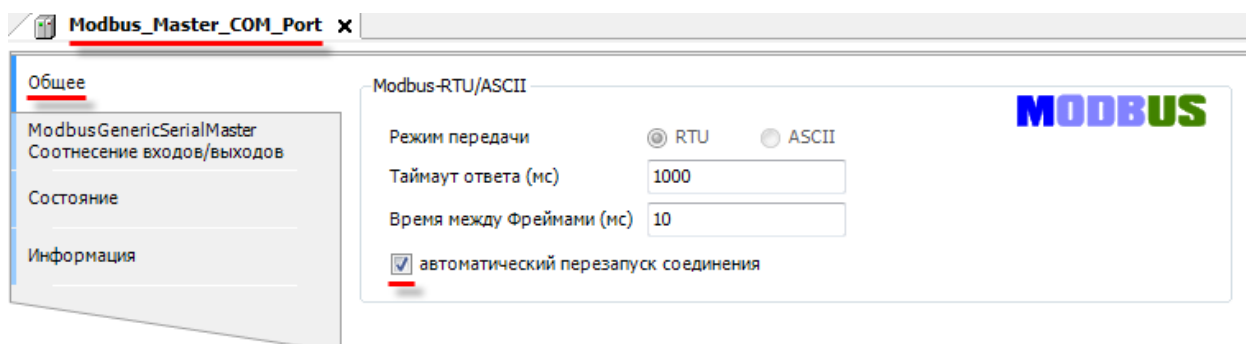 Modbus_Master_COM_Port x
Общее
ModbusGenericSerialMaster
Соотнесение входов/выходов
Состояние
Информация
Modbus-RTU/ASCII
MODBUS
Режим передачи RTU ASCII
Таймаут ответа (мс) 1000
Время между Фреймами (мс) 10
автоматический перезапуск соединения